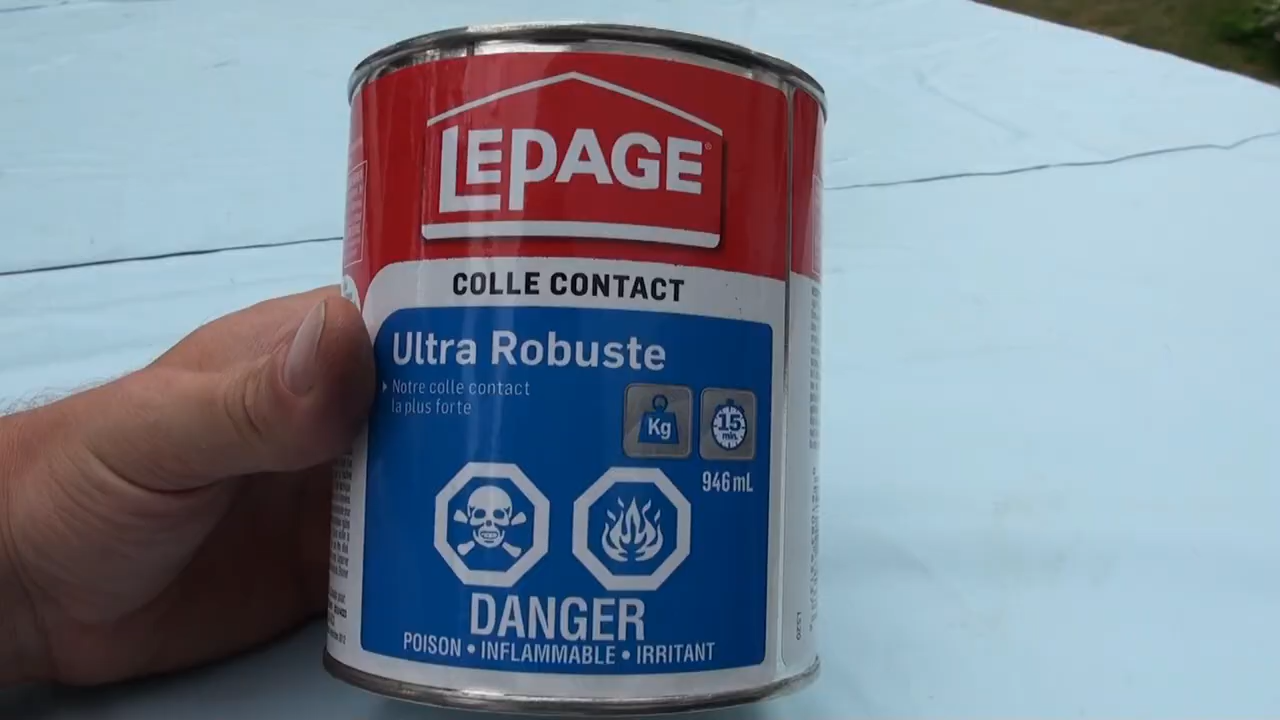 LEPAGE®
COLLE CONTACT
Ultra Robuste
Notre colle contact
la plus forte
Kg
15
min.
946 mL
DANGER
POISON • INFLAMMABLE • IRRITANT
L520